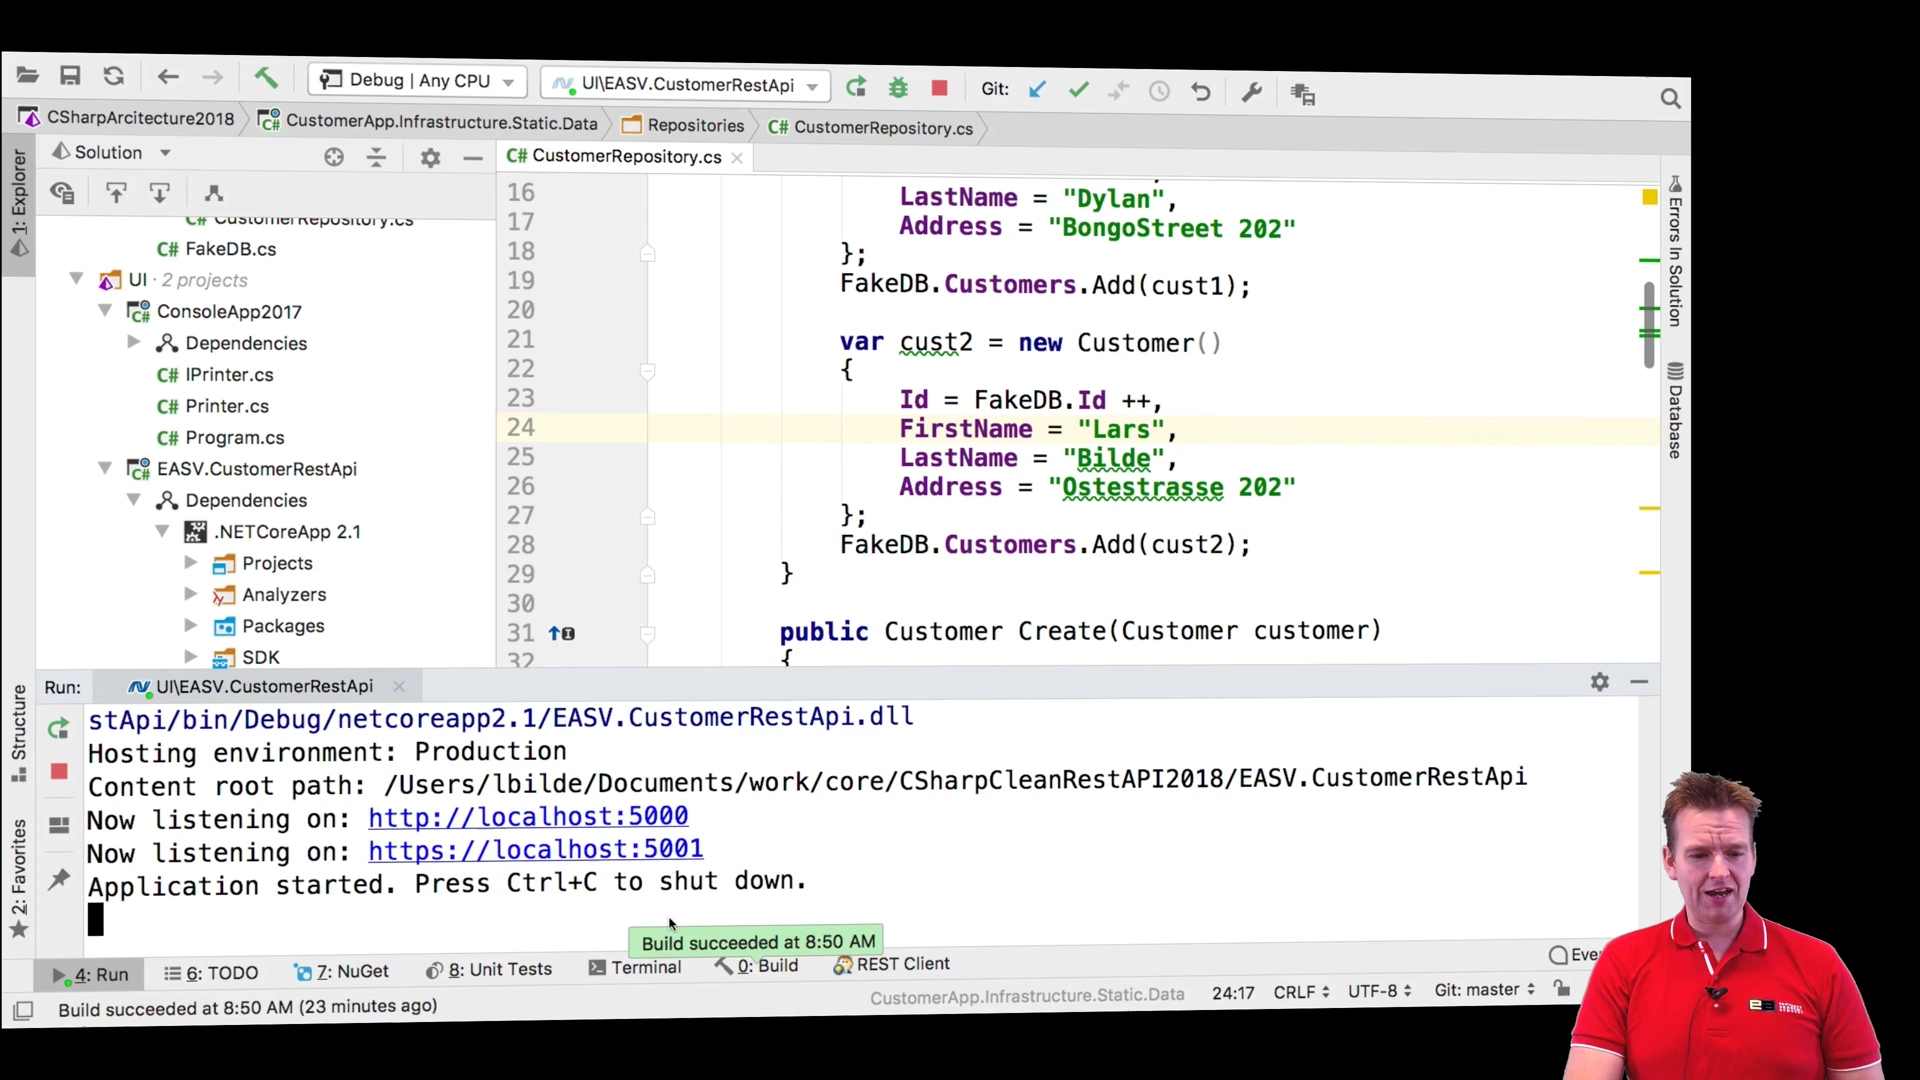 Debug | Any CPU
UI\EASV.CustomerRestApi
Git:
CSharpArcitecture2018
CustomerApp.Infrastructure.Static.Data
Repositories
C# CustomerRepository.cs
1: Explorer
Solution
C# CustomerRepository.cs
C# CustomerRepository.cs
C# FakeDB.cs
UI · 2 projects
ConsoleApp2017
Dependencies
C# IPrinter.cs
C# Printer.cs
C# Program.cs
EASV.CustomerRestApi
Dependencies
.NETCoreApp 2.1
Projects
Analyzers
Packages
SDK
16 LastName = "Dylan",
17 Address = "BongoStreet 202"
18 };
19 FakeDB.Customers.Add(cust1);
20
21 var cust2 = new Customer()
22 {
23 Id = FakeDB.Id ++,
24 FirstName = "Lars",
25 LastName = "Bilde",
26 Address = "Ostestrasse 202"
27 };
28 FakeDB.Customers.Add(cust2);
29 }
30
31 public Customer Create(Customer customer)
32 {
Errors In Solution
Database
Run:
UI\EASV.CustomerRestApi
Structure
2: Favorites
stApi/bin/Debug/netcoreapp2.1/EASV.CustomerRestApi.dll
Hosting environment: Production
Content root path: /Users/lbilde/Documents/work/core/CSharpCleanRestAPI2018/EASV.CustomerRestApi
Now listening on: http://localhost:5000
Now listening on: https://localhost:5001
Application started. Press Ctrl+C to shut down.
Build succeeded at 8:50 AM
4: Run
6: TODO
7: NuGet
8: Unit Tests
Terminal
0: Build
REST Client
Build succeeded at 8:50 AM (23 minutes ago)
CustomerApp.Infrastructure.Static.Data
24:17
CRLF
UTF-8
Git: master